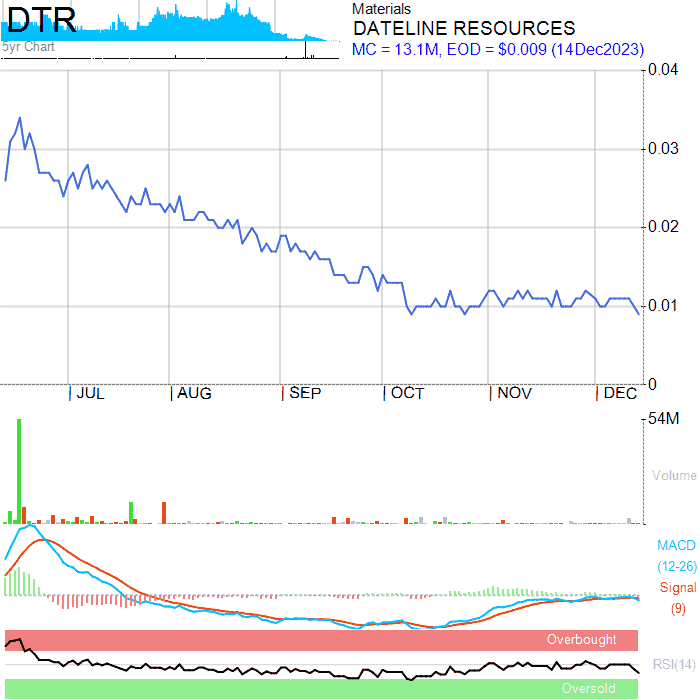 DTR
5yr Chart
Materials
DATELINE RESOURCES
MC = 13.1M, EOD = $0.009 (14Dec2023)
0.04
0.03
0.02
0.01
0
JUL AUG SEP OCT NOV DEC
54M
Volume
MACD
(12-26)
Signal
(9)
Overbought
RSI(14)
Oversold